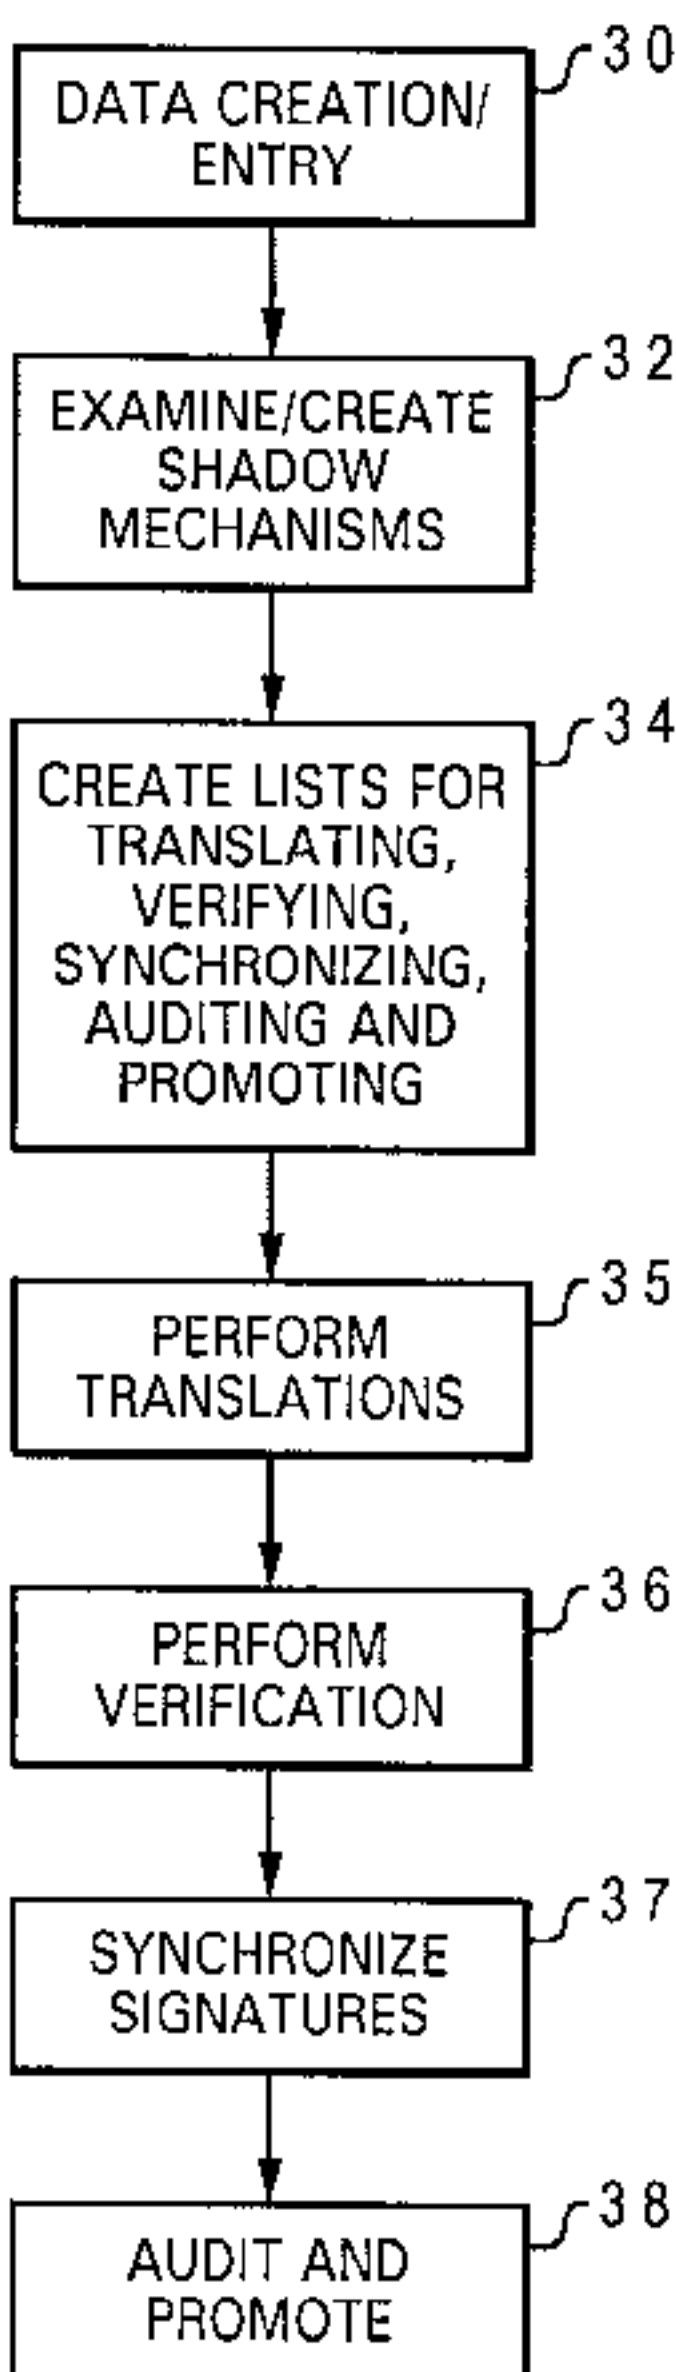 30
DATA CREATION/
ENTRY
32
EXAMINE/CREATE
SHADOW
MECHANISMS
34
CREATE LISTS FOR
TRANSLATING,
VERIFYING,
SYNCHRONIZING,
AUDITING AND
PROMOTING
35
PERFORM
TRANSLATIONS
36
PERFORM
VERIFICATION
37
SYNCHRONIZE
SIGNATURES
38
AUDIT AND
PROMOTE